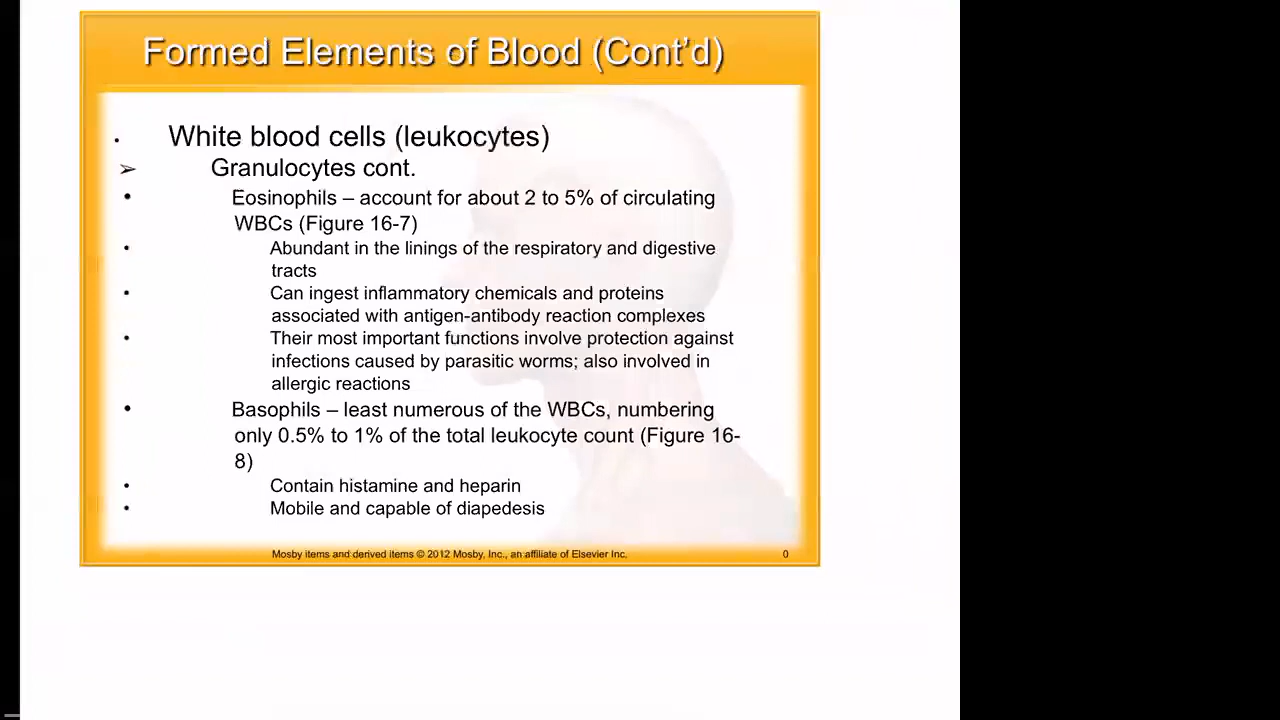 Formed Elements of Blood (Cont’d)
• White blood cells (leukocytes)
➢ Granulocytes cont.
• Eosinophils – account for about 2 to 5% of circulating
WBCs (Figure 16-7)
• Abundant in the linings of the respiratory and digestive
tracts
• Can ingest inflammatory chemicals and proteins
associated with antigen-antibody reaction complexes
• Their most important functions involve protection against
infections caused by parasitic worms; also involved in
allergic reactions
• Basophils – least numerous of the WBCs, numbering
only 0.5% to 1% of the total leukocyte count (Figure 16-
8)
• Contain histamine and heparin
• Mobile and capable of diapedesis
Mosby items and derived items © 2012 Mosby, Inc., an affiliate of Elsevier Inc. 0